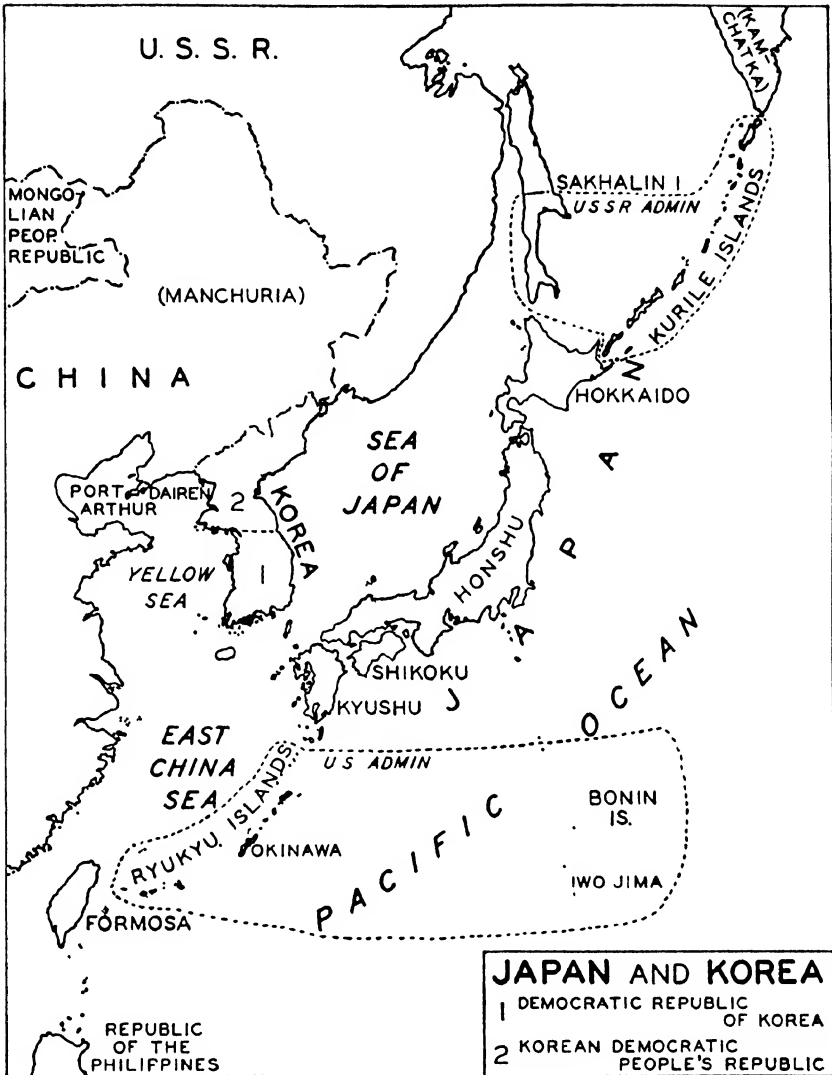 U. S. S. R.
(KAM-
CHATKA)
MONGO-
LIAN
PEOP.
REPUBLIC
(MANCHURIA)
SAKHALIN I
USSR ADMIN
KURILE ISLANDS
CHINA
HOKKAIDO
SEA
OF
JAPAN
PORT
ARTHUR
DAIREN
2
KOREA
1
YELLOW
SEA
HONSHU
JAPAN
SHIKOKU
KYUSHU
EAST
CHINA
SEA
US ADMIN
PACIFIC OCEAN
RYUKYU ISLANDS
OKINAWA
BONIN
IS.
IWO JIMA
FORMOSA
REPUBLIC
OF THE
PHILIPPINES
JAPAN AND KOREA
1 DEMOCRATIC REPUBLIC
OF KOREA
2 KOREAN DEMOCRATIC
PEOPLE'S REPUBLIC